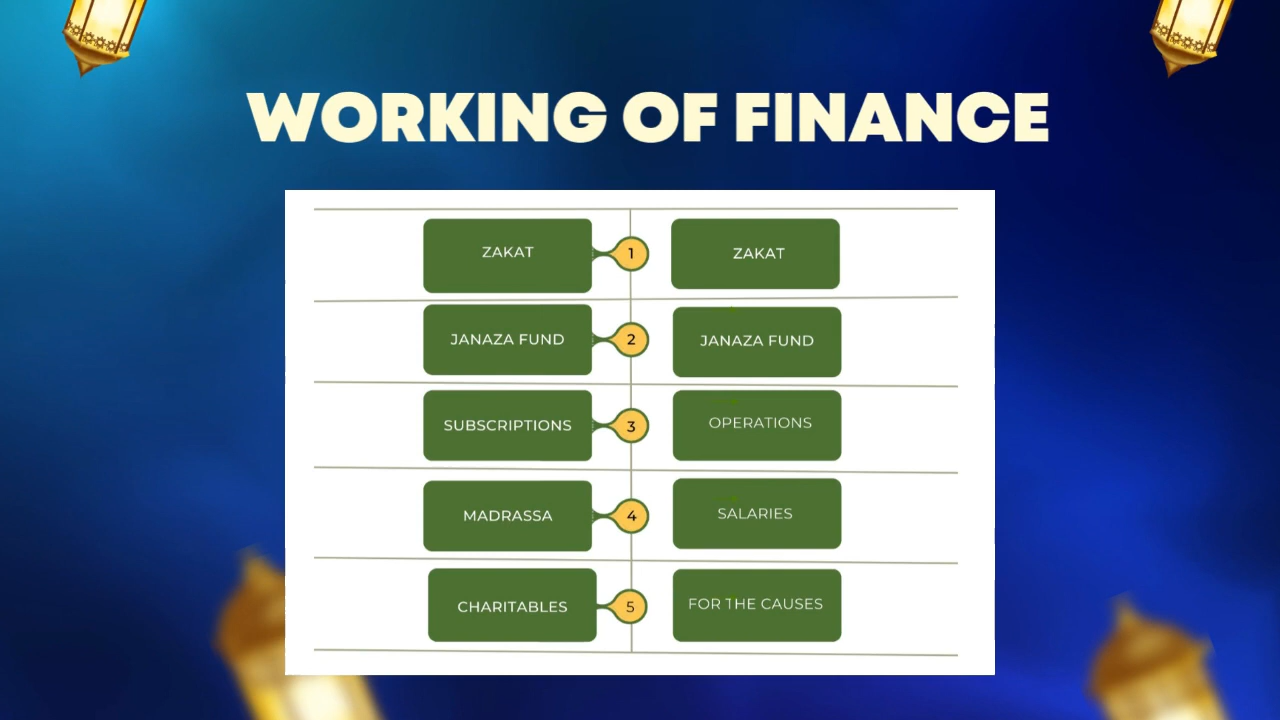 WORKING OF FINANCE
ZAKAT
1
ZAKAT
JANAZA FUND
2
JANAZA FUND
SUBSCRIPTIONS
3
OPERATIONS
MADRASSA
4
SALARIES
CHARITABLES
5
FOR THE CAUSES